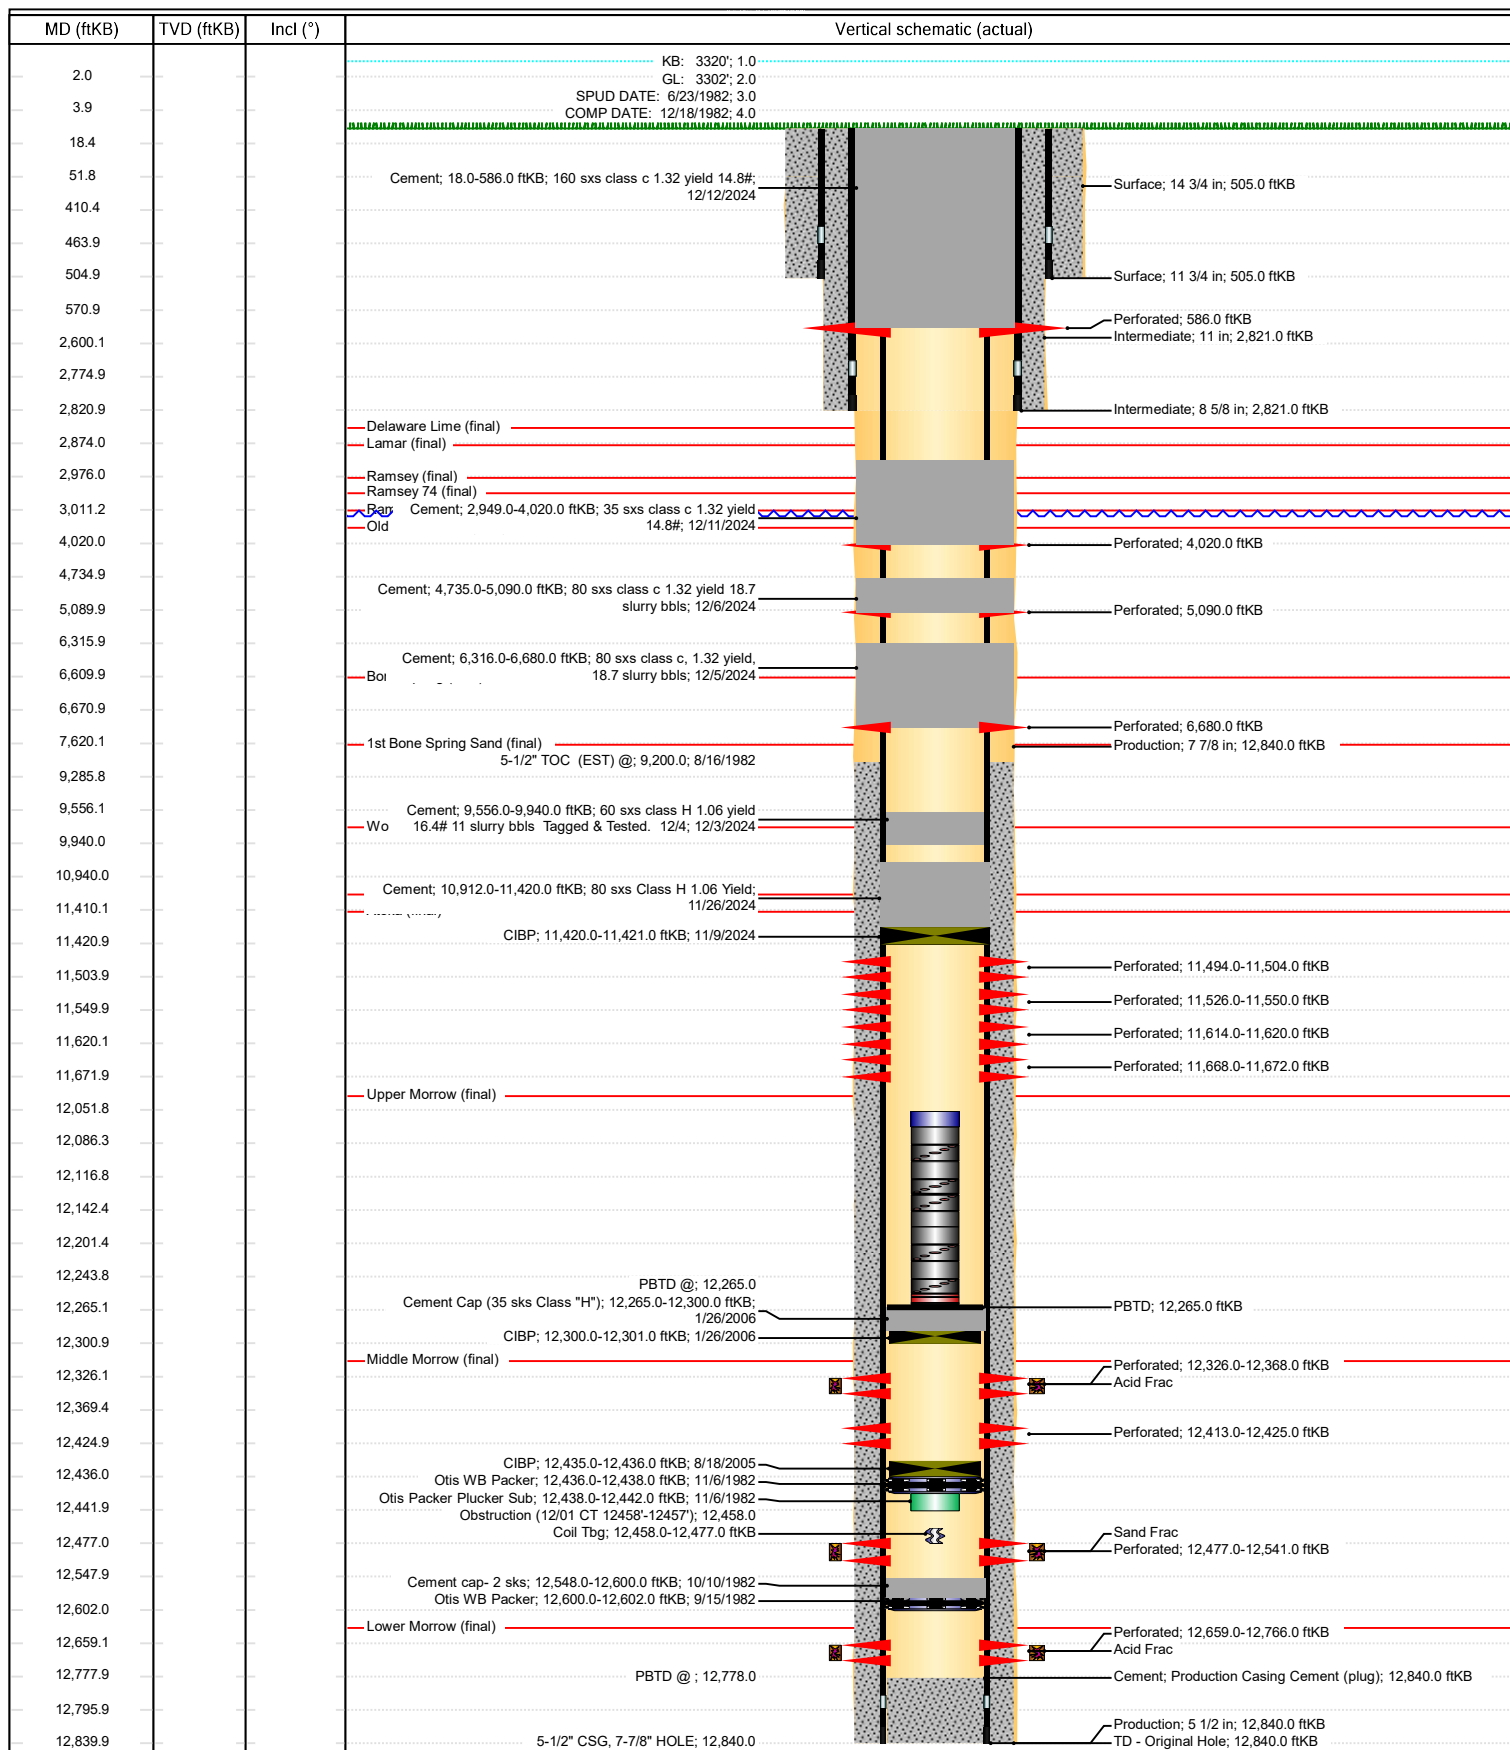 MD (ftKB) TVD (ftKB) Incl (°) Vertical schematic (actual)
KB: 3320'; 1.0
2.0
GL: 3302'; 2.0
SPUD DATE: 6/23/1982; 3.0
3.9
COMP DATE: 12/18/1982; 4.0
18.4
51.8
Cement; 18.0-586.0 ftKB; 160 sxs class c 1.32 yield 14.8#;
12/12/2024
Surface; 14 3/4 in; 505.0 ftKB
410.4
463.9
504.9
Surface; 11 3/4 in; 505.0 ftKB
570.9
Perforated; 586.0 ftKB
Intermediate; 11 in; 2,821.0 ftKB
2,600.1
2,774.9
2,820.9
Intermediate; 8 5/8 in; 2,821.0 ftKB
Delaware Lime (final)
2,874.0
Lamar (final)
2,976.0
Ramsey (final)
Ramsey 74 (final)
3,011.2
Cement; 2,949.0-4,020.0 ftKB; 35 sxs class c 1.32 yield
Old
14.8#; 12/11/2024
4,020.0
Perforated; 4,020.0 ftKB
4,734.9
Cement; 4,735.0-5,090.0 ftKB; 80 sxs class c 1.32 yield 18.7
slurry bbls; 12/6/2024
5,089.9
Perforated; 5,090.0 ftKB
6,315.9
Cement; 6,316.0-6,680.0 ftKB; 80 sxs class c, 1.32 yield,
18.7 slurry bbls; 12/5/2024
6,609.9
6,670.9
Perforated; 6,680.0 ftKB
7,620.1
1st Bone Spring Sand (final)
Production; 7 7/8 in; 12,840.0 ftKB
5-1/2" TOC (EST) @; 9,200.0; 8/16/1982
9,285.8
9,556.1
Cement; 9,556.0-9,940.0 ftKB; 60 sxs class H 1.06 yield
Wo
16.4# 11 slurry bbls Tagged & Tested. 12/4; 12/3/2024
9,940.0
10,940.0
Cement; 10,912.0-11,420.0 ftKB; 80 sxs Class H 1.06 Yield;
11/26/2024
11,410.1
CIBP; 11,420.0-11,421.0 ftKB; 11/9/2024
11,420.9
Perforated; 11,494.0-11,504.0 ftKB
11,503.9
Perforated; 11,526.0-11,550.0 ftKB
11,549.9
Perforated; 11,614.0-11,620.0 ftKB
11,620.1
Perforated; 11,668.0-11,672.0 ftKB
11,671.9
Upper Morrow (final)
12,051.8
12,086.3
12,116.8
12,142.4
12,201.4
12,243.8
PBTD @; 12,265.0
Cement Cap (35 sks Class "H"); 12,265.0-12,300.0 ftKB;
1/26/2006
12,265.1
PBTD; 12,265.0 ftKB
CIBP; 12,300.0-12,301.0 ftKB; 1/26/2006
12,300.9
Middle Morrow (final)
Perforated; 12,326.0-12,368.0 ftKB
12,326.1
Acid Frac
12,369.4
Perforated; 12,413.0-12,425.0 ftKB
12,424.9
CIBP; 12,435.0-12,436.0 ftKB; 8/18/2005
12,436.0
Otis WB Packer; 12,436.0-12,438.0 ftKB; 11/6/1982
Otis Packer Plucker Sub; 12,438.0-12,442.0 ftKB; 11/6/1982
12,441.9
Obstruction (12/01 CT 12458'-12457'); 12,458.0
Coil Tbg; 12,458.0-12,477.0 ftKB
Sand Frac
12,477.0
Perforated; 12,477.0-12,541.0 ftKB
12,547.9
Cement cap- 2 sks; 12,548.0-12,600.0 ftKB; 10/10/1982
Otis WB Packer; 12,600.0-12,602.0 ftKB; 9/15/1982
12,602.0
Lower Morrow (final)
Perforated; 12,659.0-12,766.0 ftKB
12,659.1
Acid Frac
12,777.9
PBTD @ ; 12,778.0
Cement; Production Casing Cement (plug); 12,840.0 ftKB
12,795.9
Production; 5 1/2 in; 12,840.0 ftKB
12,839.9
5-1/2" CSG, 7-7/8" HOLE; 12,840.0
TD - Original Hole; 12,840.0 ftKB